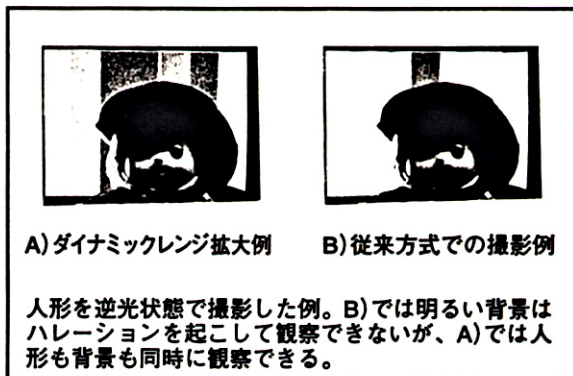 A)ダイナミックレンジ拡大例
B)従来方式での撮影例
人形を逆光状態で撮影した例。B)では明るい背景は
ハレーションを起こして観察できないが、A)では人
形も背景も同時に観察できる。